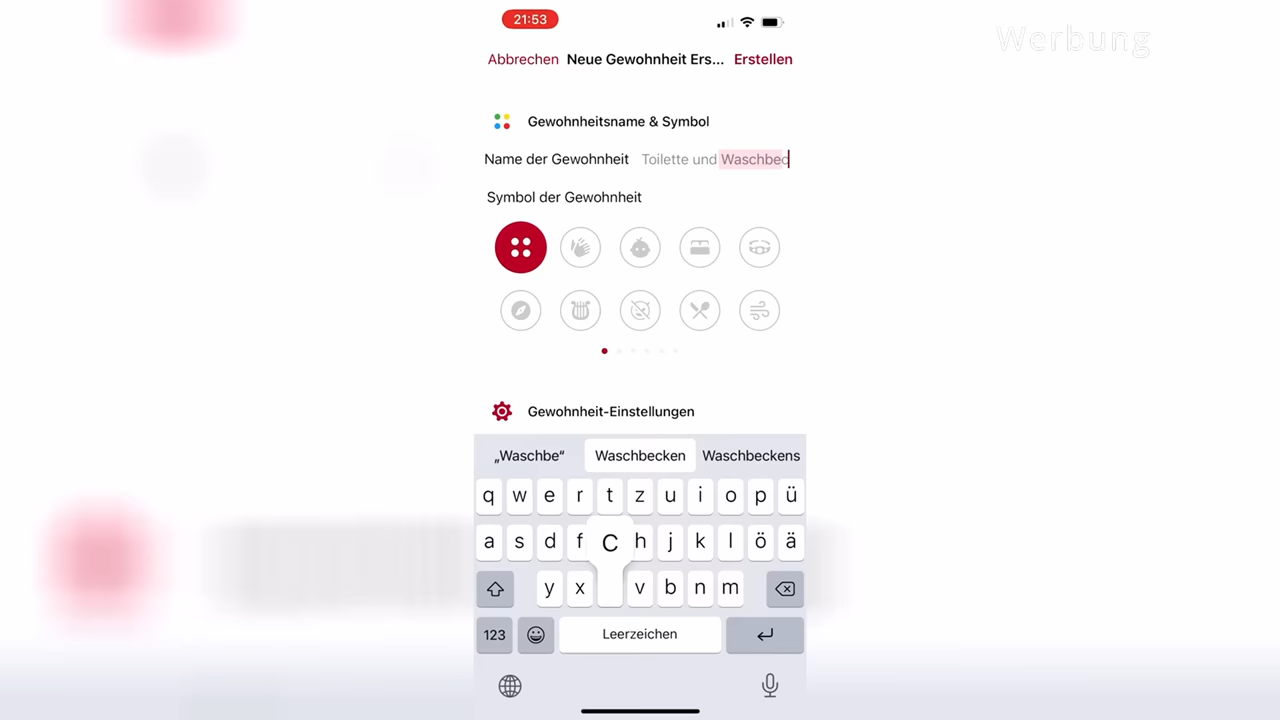 21:53
Werbung
Abbrechen Neue Gewohnheit Ers... Erstellen
Gewohnheitsname & Symbol
Name der Gewohnheit Toilette und Waschbec
Symbol der Gewohnheit
Gewohnheit-Einstellungen
„Waschbe“ Waschbecken Waschbeckens
q w e r t z u i o p ü
a s d f C h j k l ö ä
y x v b n m
123 Leerzeichen